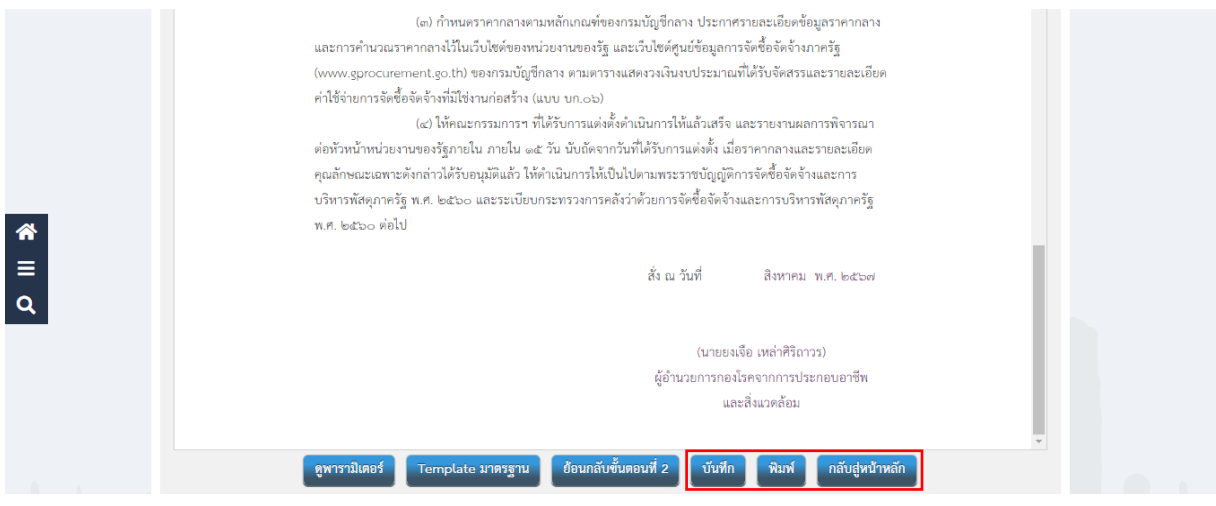 (๓) กำหนดราคากลางตามหลักเกณฑ์ของกรมบัญชีกลาง ประกาศรายละเอียดข้อมูลราคากลาง
และการคำนวณราคากลางไว้ในเว็บไซต์ของหน่วยงานของรัฐ และเว็บไซต์ศูนย์ข้อมูลการจัดซื้อจัดจ้างภาครัฐ
(www.gprocurement.go.th) ของกรมบัญชีกลาง ตามตารางแสดงวงเงินงบประมาณที่ได้รับจัดสรรและรายละเอียด
ค่าใช้จ่ายการจัดซื้อจัดจ้างที่มิใช่งานก่อสร้าง (แบบ บก.๐๖)
(๔) ให้คณะกรรมการฯ ที่ได้รับการแต่งตั้งดำเนินการให้แล้วเสร็จ และรายงานผลการพิจารณา
ต่อหัวหน้าหน่วยงานของรัฐภายใน ภายใน ๑๕ วัน นับถัดจากวันที่ได้รับการแต่งตั้ง เมื่อราคากลางและรายละเอียด
คุณลักษณะเฉพาะดังกล่าวได้รับอนุมัติแล้ว ให้ดำเนินการให้เป็นไปตามพระราชบัญญัติการจัดซื้อจัดจ้างและการ
บริหารพัสดุภาครัฐ พ.ศ. ๒๕๖๐ และระเบียบกระทรวงการคลังว่าด้วยการจัดซื้อจัดจ้างและการบริหารพัสดุภาครัฐ
พ.ศ. ๒๕๖๐ ต่อไป
สั่ง ณ วันที่ สิงหาคม พ.ศ. ๒๕๖๗
(นายยงเจือ เหล่าศิริถาวร)
ผู้อำนวยการกองโรคจากการประกอบอาชีพ
และสิ่งแวดล้อม
ดูพารามิเตอร์ Template มาตรฐาน ย้อนกลับขั้นตอนที่ 2 บันทึก พิมพ์ กลับสู่หน้าหลัก